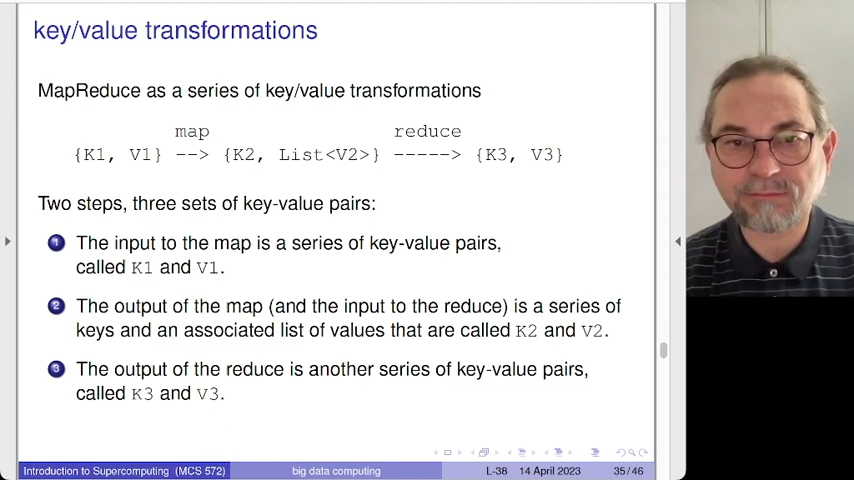 key/value transformations
MapReduce as a series of key/value transformations
map reduce
{K1, V1} --> {K2, List<V2>} -----> {K3, V3}
Two steps, three sets of key-value pairs:
1 The input to the map is a series of key-value pairs,
called K1 and V1.
2 The output of the map (and the input to the reduce) is a series of
keys and an associated list of values that are called K2 and V2.
3 The output of the reduce is another series of key-value pairs,
called K3 and V3.
Introduction to Supercomputing (MCS 572) big data computing L-38 14 April 2023 35/46